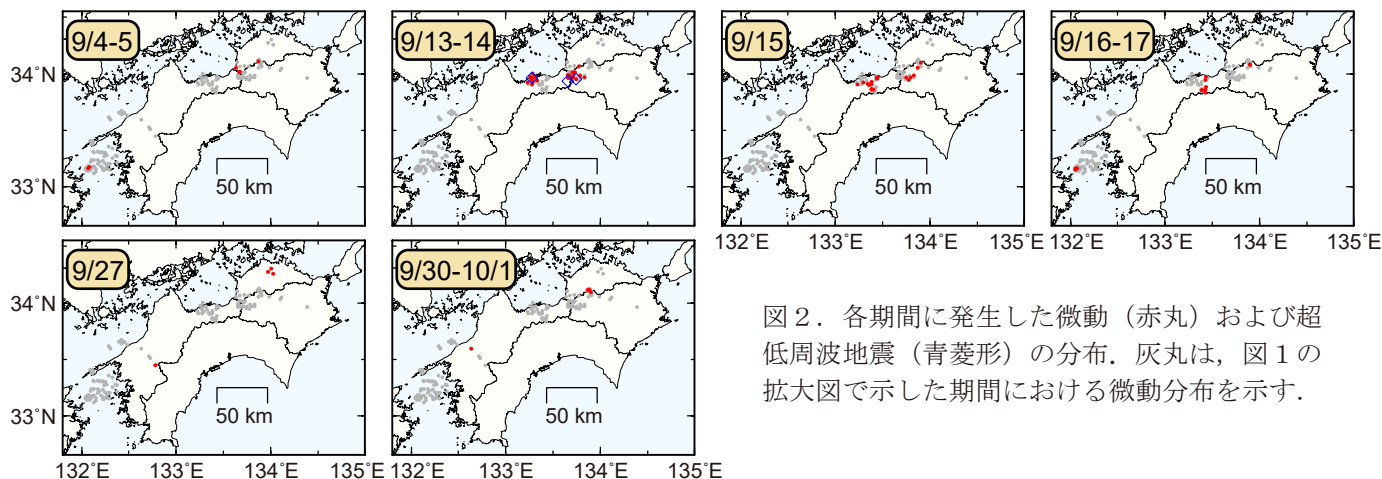 9/4-5
9/13-14
9/15
9/16-17
34°N
33°N
50 km
50 km
50 km
50 km
132°E
133°E
134°E
135°E
132°E
133°E
134°E
135°E
9/27
9/30-10/1
34°N
33°N
50 km
50 km
132°E
133°E
134°E
135°E
132°E
133°E
134°E
135°E
図2．各期間に発生した微動（赤丸）および超
低周波地震（青菱形）の分布．灰丸は，図1の
拡大図で示した期間における微動分布を示す．